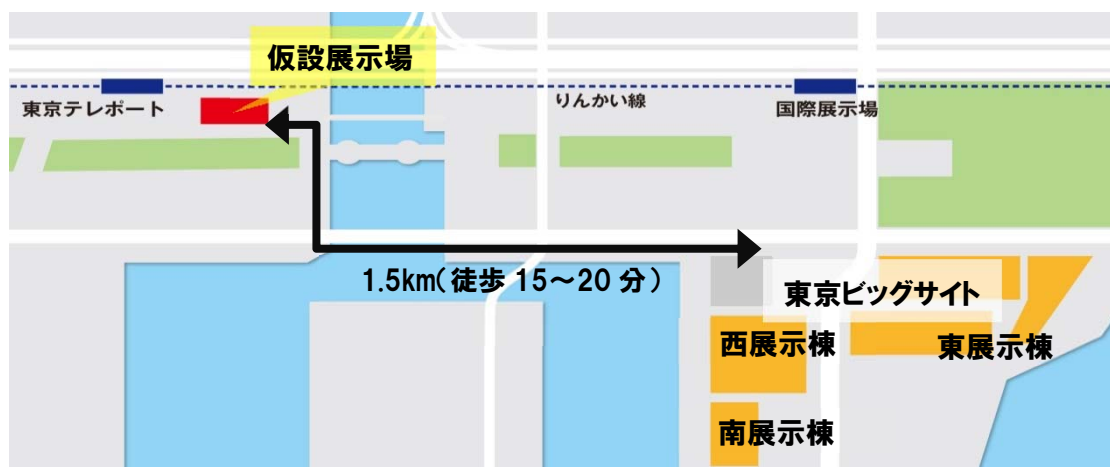 仮設展示場
東京テレポート
りんかい線
国際展示場
1.5km(徒歩 15~20 分)
東京ビッグサイト
西展示棟
東展示棟
南展示棟